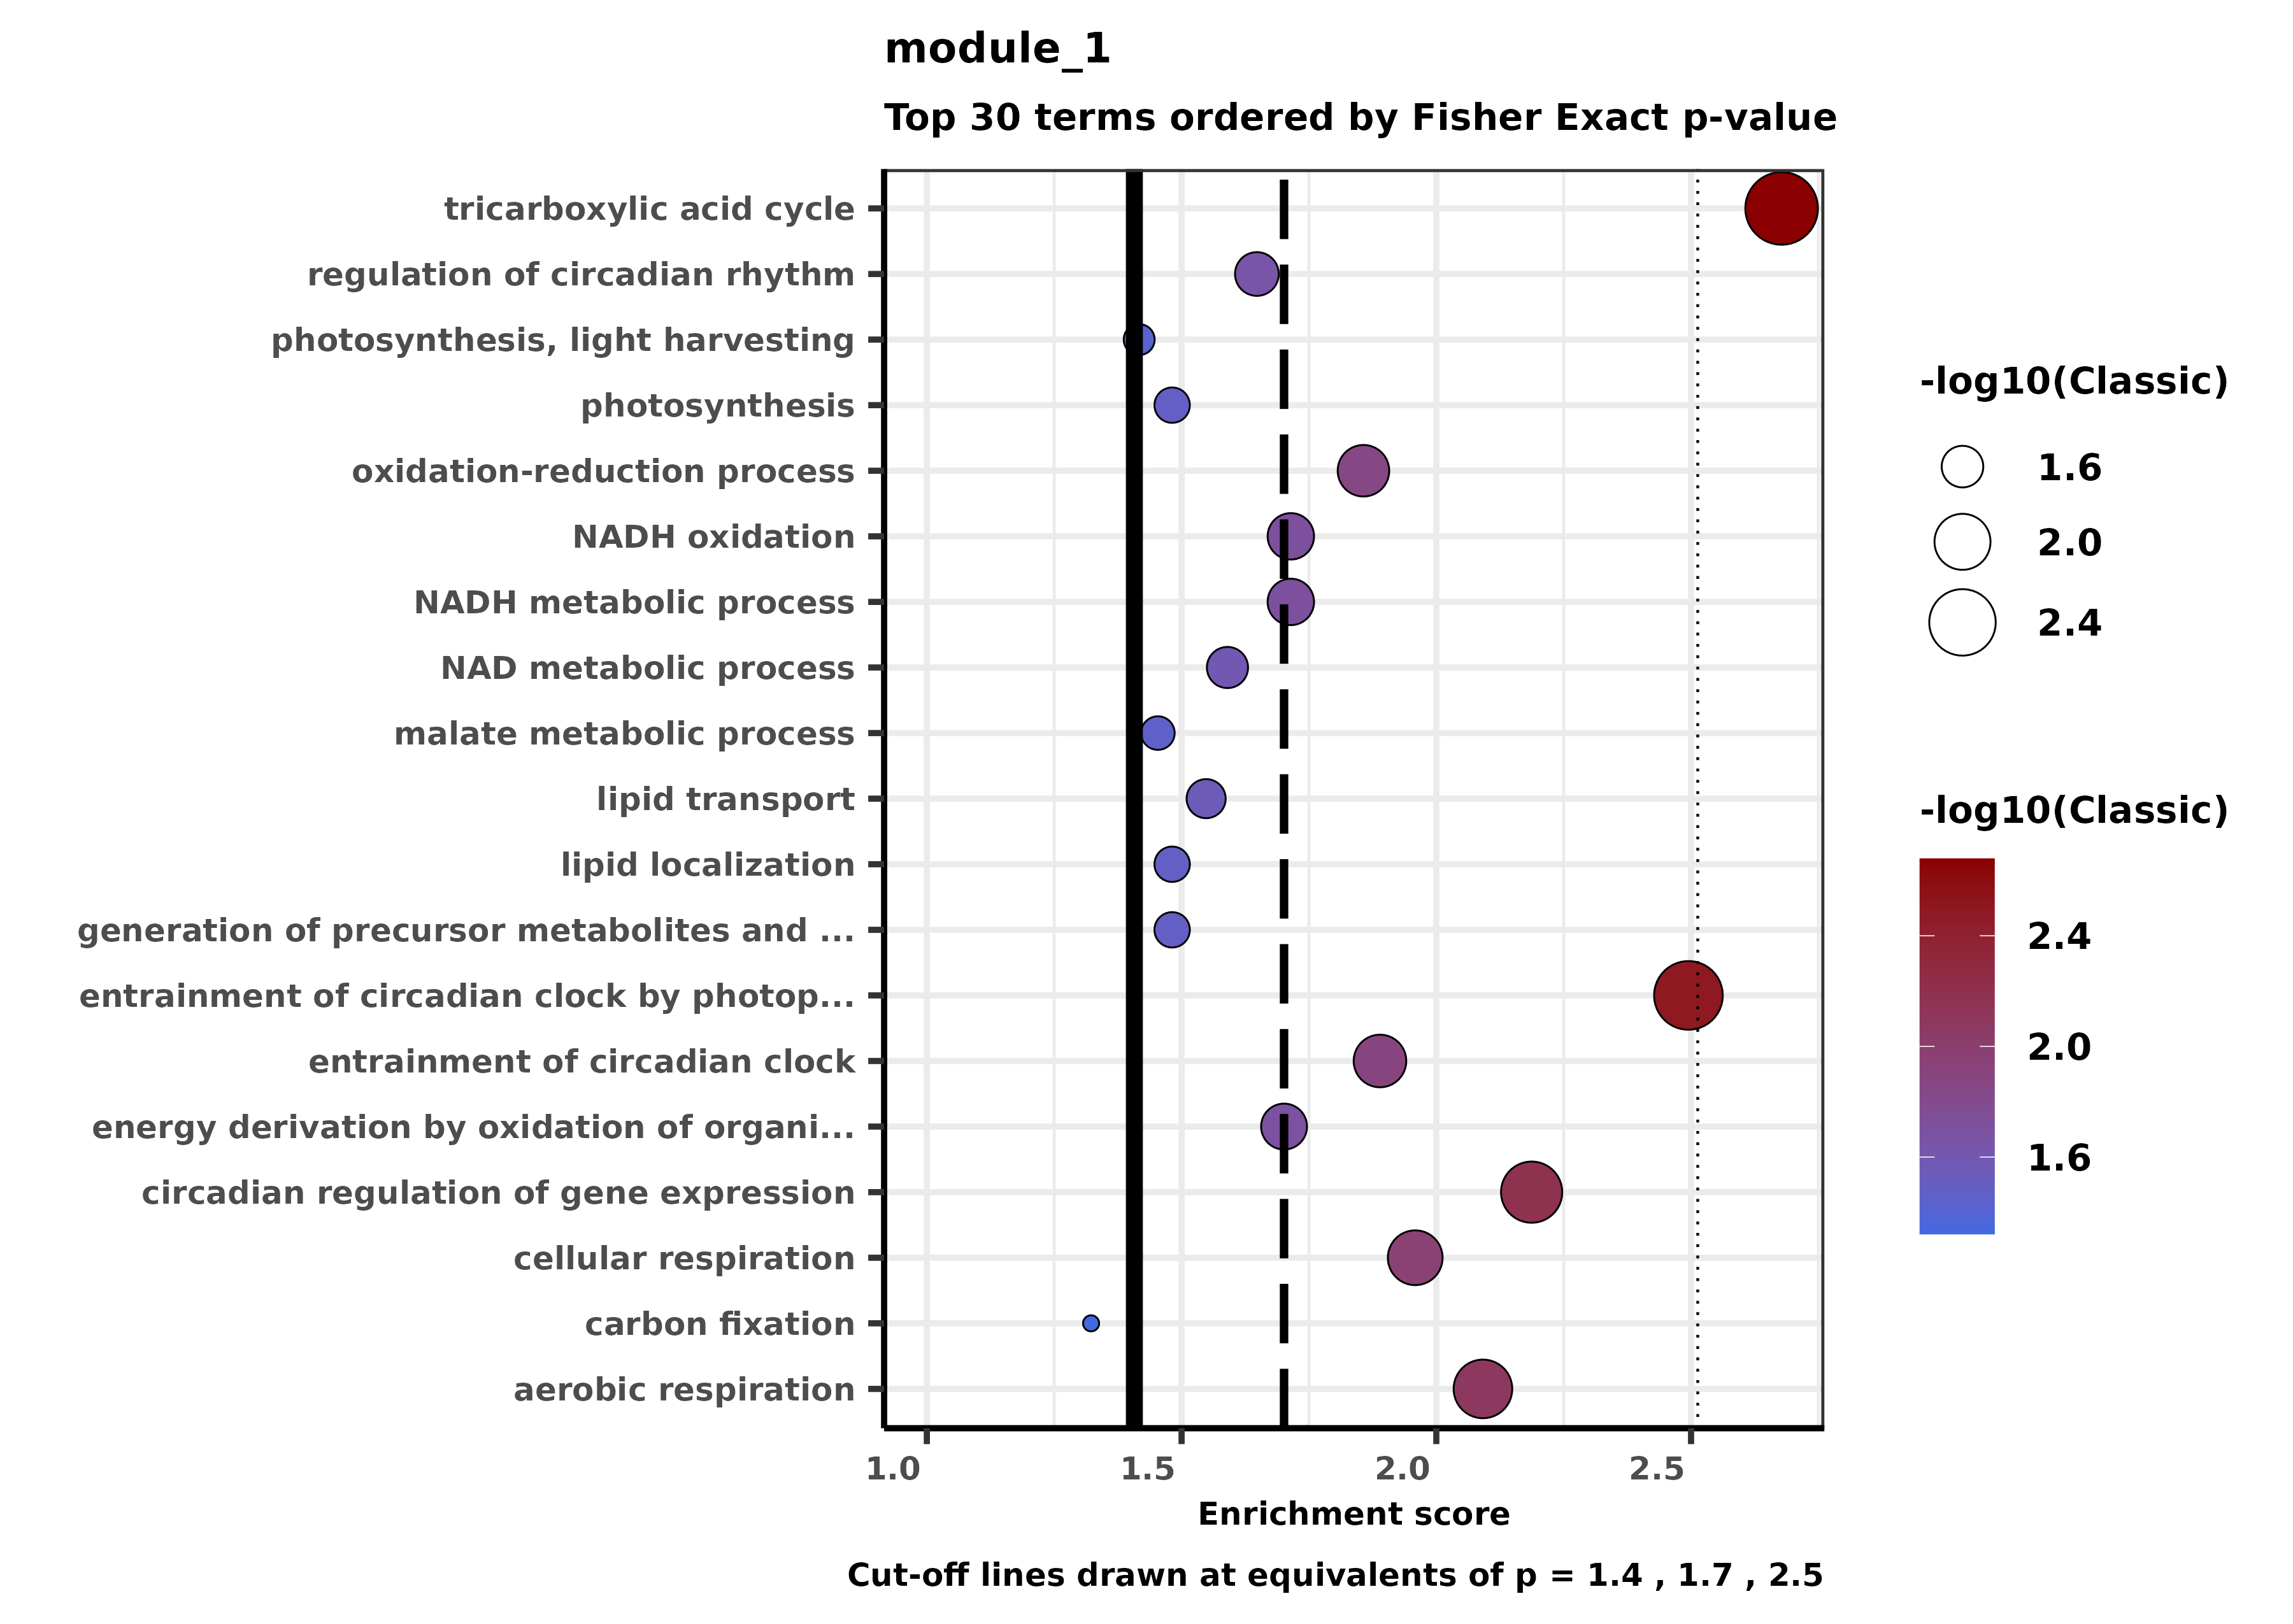 module_1
Top 30 terms ordered by Fisher Exact p-value
tricarboxylic acid cycle
regulation of circadian rhythm
photosynthesis, light harvesting
photosynthesis
oxidation-reduction process
NADH oxidation
NADH metabolic process
NAD metabolic process
malate metabolic process
lipid transport
lipid localization
generation of precursor metabolites and ...
entrainment of circadian clock by photop...
entrainment of circadian clock
energy derivation by oxidation of organi...
circadian regulation of gene expression
cellular respiration
carbon fixation
aerobic respiration
1.0 1.5 2.0 2.5
Enrichment score
Cut-off lines drawn at equivalents of p = 1.4 , 1.7 , 2.5
-log10(Classic)
1.6
2.0
2.4
-log10(Classic)
2.4
2.0
1.6